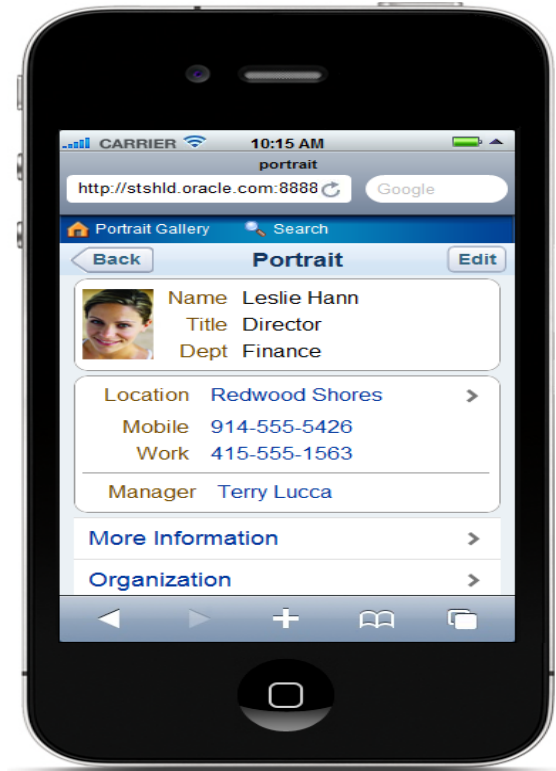 CARRIER 10:15 AM
portrait
http://stshld.oracle.com:8888 Google
Portrait Gallery Search
Back Portrait Edit
Name Leslie Hann
Title Director
Dept Finance
Location Redwood Shores
Mobile 914-555-5426
Work 415-555-1563
Manager Terry Lucca
More Information
Organization